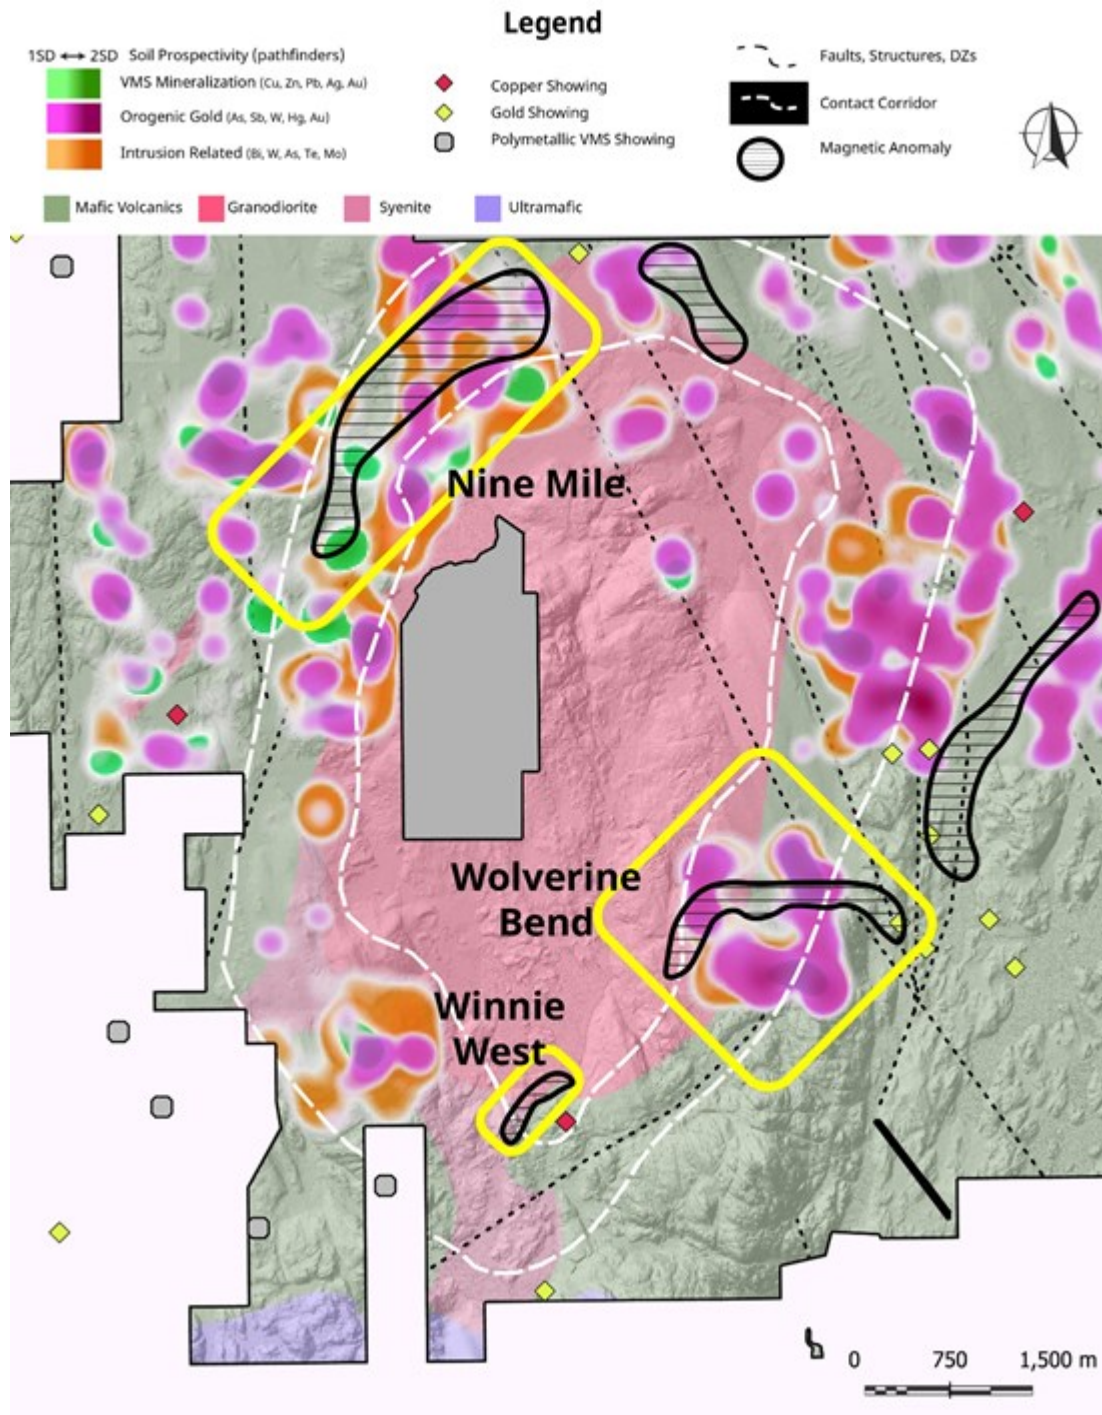 Legend
1SD ↔ 2SD Soil Prospectivity (pathfinders)
VMS Mineralization (Cu, Zn, Pb, Ag, Au)
Orogenic Gold (As, Sb, W, Hg, Au)
Intrusion Related (Bi, W, As, Te, Mo)
Copper Showing
Gold Showing
Polymetallic VMS Showing
Faults, Structures, DZs
Contact Corridor
Magnetic Anomaly
Mafic Volcanics
Granodiorite
Syenite
Ultramafic
Nine Mile
Wolverine
Bend
Winnie
West
0 750 1,500 m